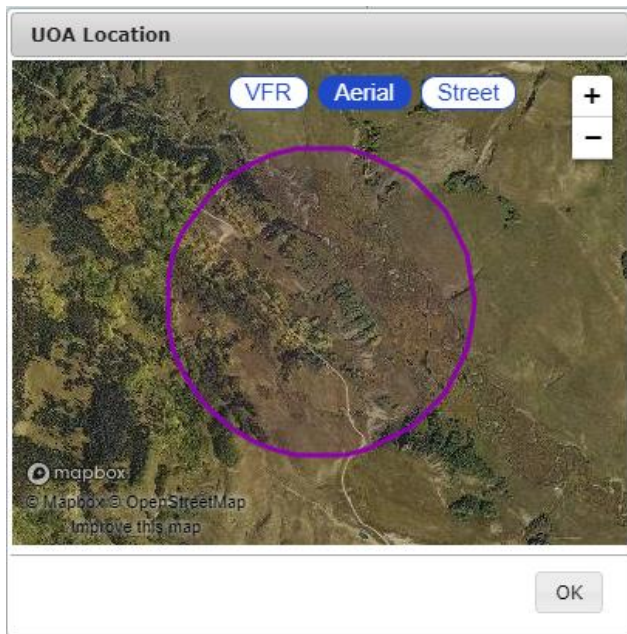 UOA Location
VFR Aerial Street
+
−
mapbox
© Mapbox © OpenStreetMap
Improve this map
OK